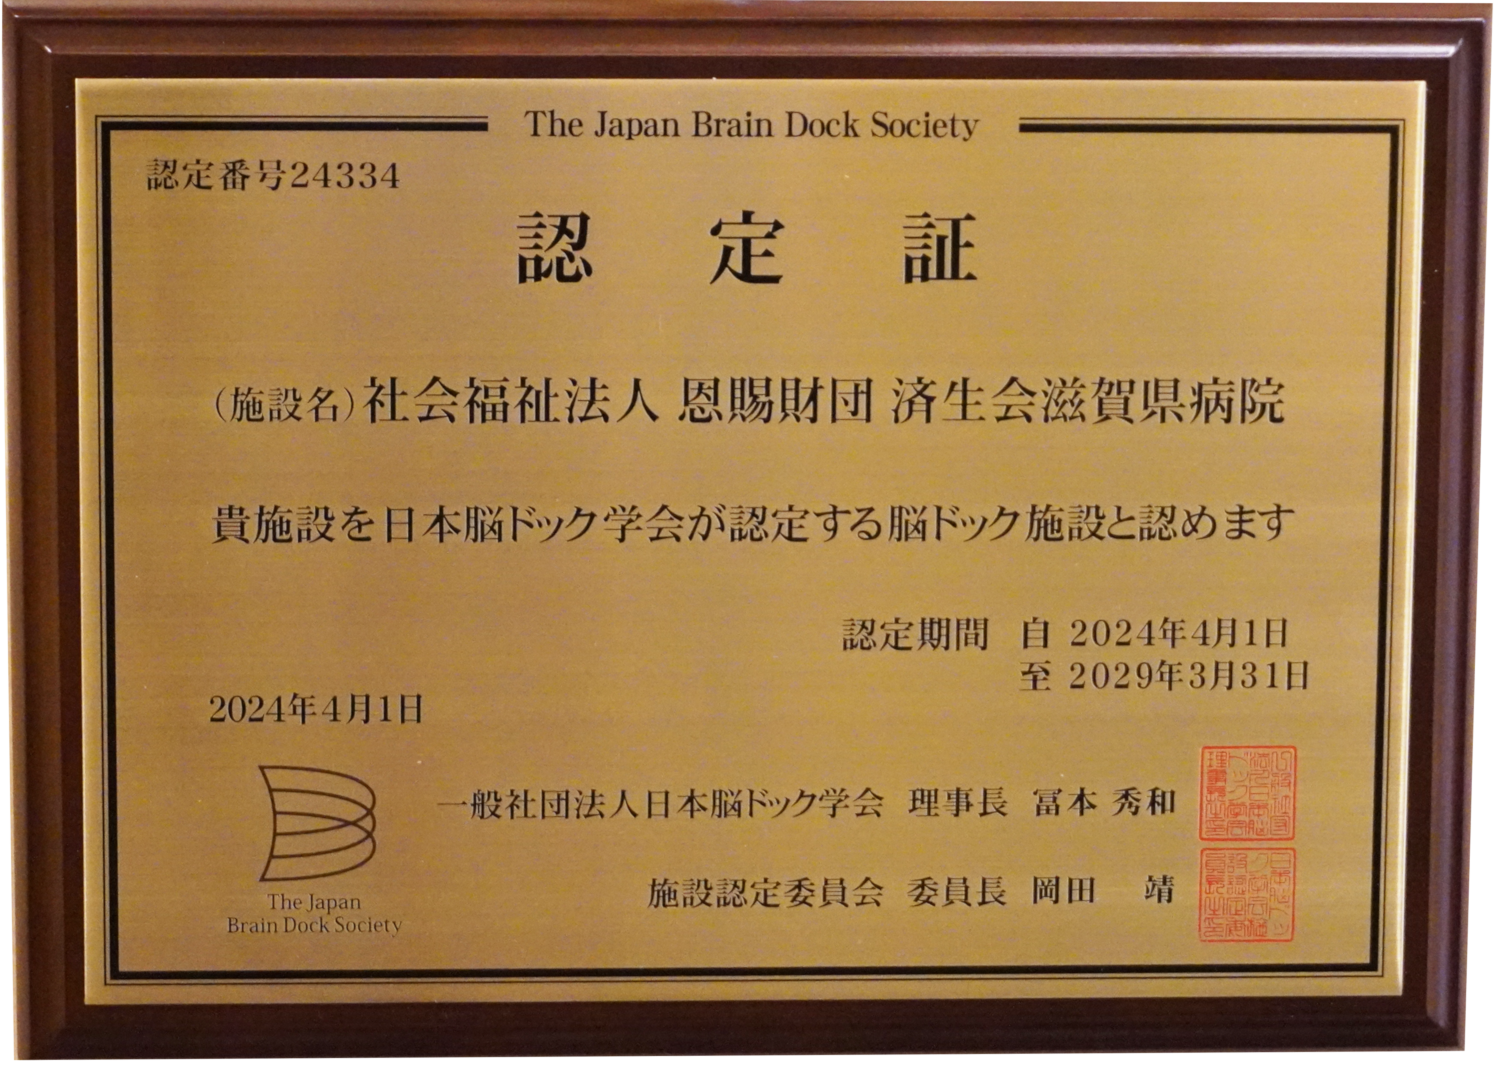 The Japan Brain Dock Society
認定番号24334
認定証
(施設名)社会福祉法人 恩賜財団 済生会滋賀県病院
貴施設を日本脳ドック学会が認定する脳ドック施設と認めます
認定期間 自 2024年4月1日
至 2029年3月31日
2024年4月1日
一般社団法人日本脳ドック学会 理事長 冨本 秀和
施設認定委員会 委員長 岡田 靖
The Japan
Brain Dock Society